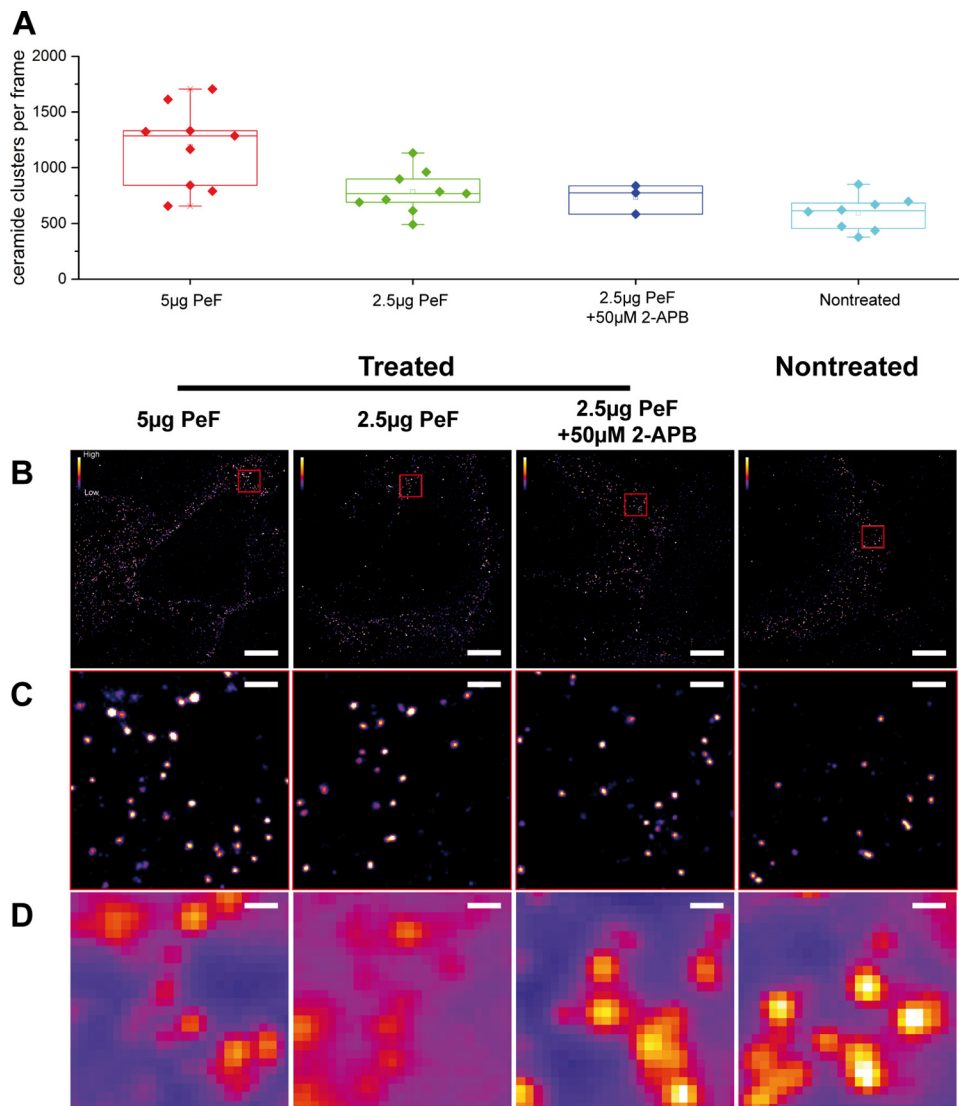 A
ceramide clusters per frame
2000
1500
1000
500
0
5µg PeF
2.5µg PeF
2.5µg PeF
+50µM 2-APB
Nontreated
Treated
Nontreated
5µg PeF
2.5µg PeF
2.5µg PeF
+50µM 2-APB
B
High
Low
C
D